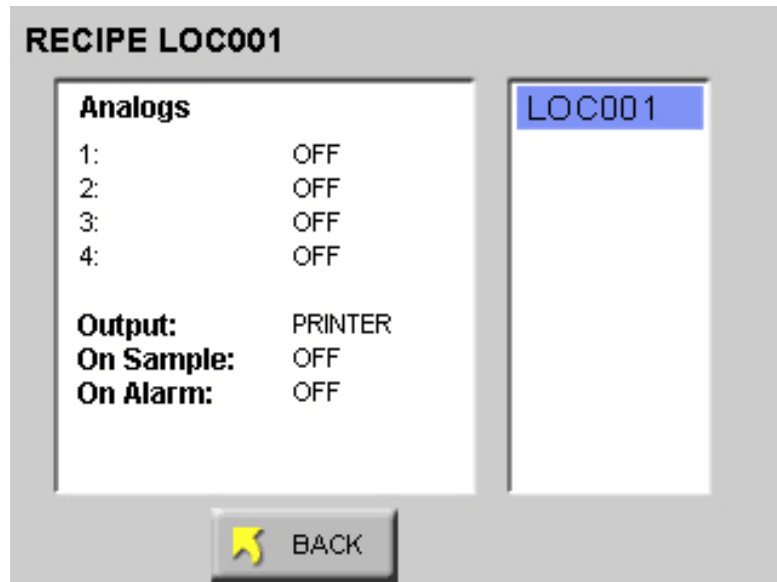 RECIPE LOC001
Analogs
1: OFF
2: OFF
3: OFF
4: OFF
Output: PRINTER
On Sample: OFF
On Alarm: OFF
LOC001
BACK